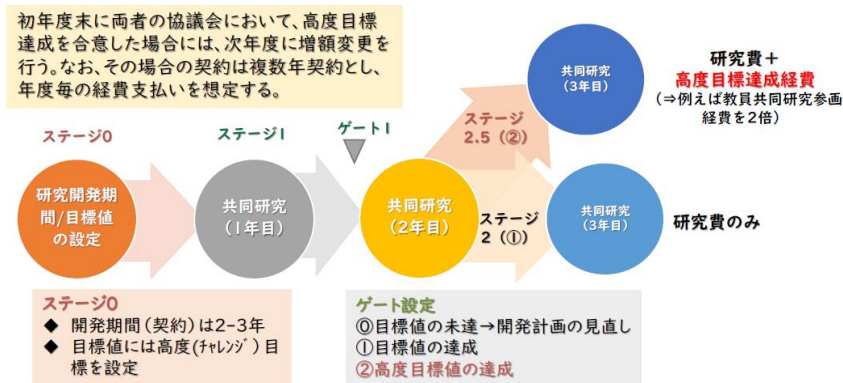 初年度末に両者の協議会において、高度目標
達成を合意した場合には、次年度に増額変更を
行う。なお、その場合の契約は複数年契約とし、
年度毎の経費支払いを想定する。
ステージ0
ステージ1
ゲート1
研究開発期
間/目標値
の設定
共同研究
(1年目)
共同研究
(2年目)
ステージ
2.5 (②)
ステージ
2 (①)
共同研究
(3年目)
研究費+
高度目標達成経費
(⇒例えば教員共同研究参画
経費を2倍)
共同研究
(3年目)
研究費のみ
ステージ0
◆ 開発期間(契約)は2-3年
◆ 目標値には高度(ﾁｬﾚﾝｼﾞ)目
標を設定
ゲート設定
⓪目標値の未達→開発計画の見直し
①目標値の達成
②高度目標値の達成